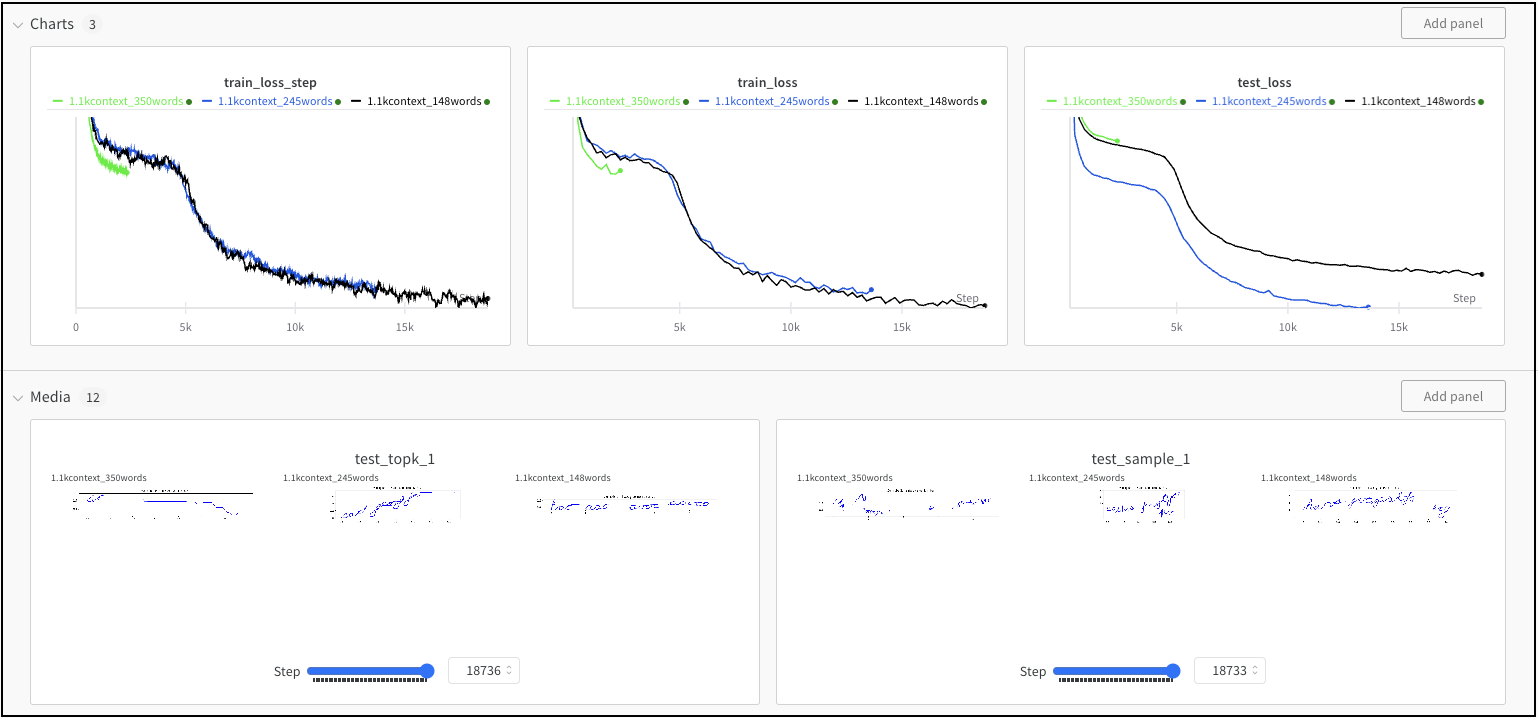 Charts 3 Add panel
train_loss_step
1.1kcontext_350words 1.1kcontext_245words 1.1kcontext_148words
Step
0 5k 10k 15k
train_loss
1.1kcontext_350words 1.1kcontext_245words 1.1kcontext_148words
Step
5k 10k 15k
test_loss
1.1kcontext_350words 1.1kcontext_245words 1.1kcontext_148words
Step
5k 10k 15k
Media 12 Add panel
test_topk_1
1.1kcontext_350words 1.1kcontext_245words 1.1kcontext_148words
Step 18736
test_sample_1
1.1kcontext_350words 1.1kcontext_245words 1.1kcontext_148words
Step 18733